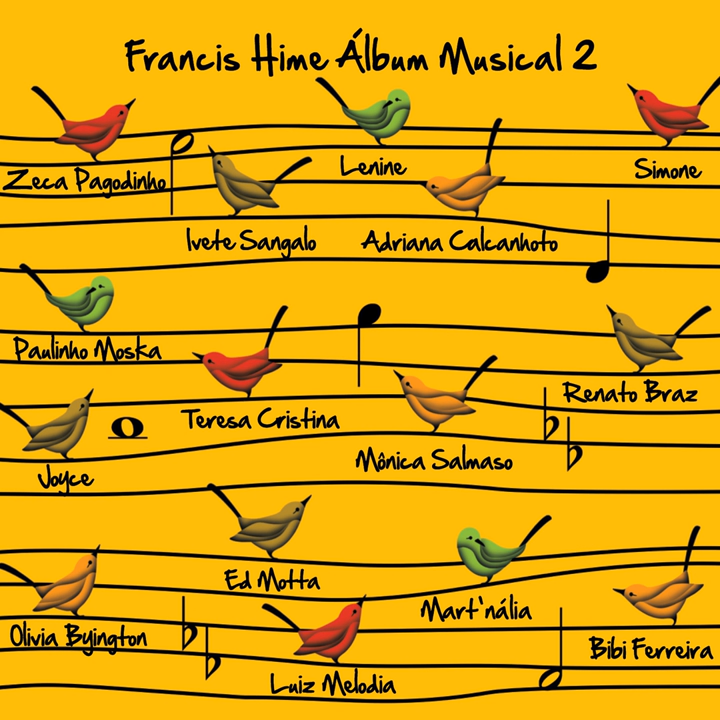 Francis Hime Álbum Musical 2
Zeca Pagodinho
Lenine
Simone
Ivete Sangalo
Adriana Calcanhoto
Paulinho Moska
Teresa Cristina
Renato Braz
Joyce
Mônica Salmaso
Ed Motta
Mart'nália
Olivia Byington
Bibi Ferreira
Luiz Melodia